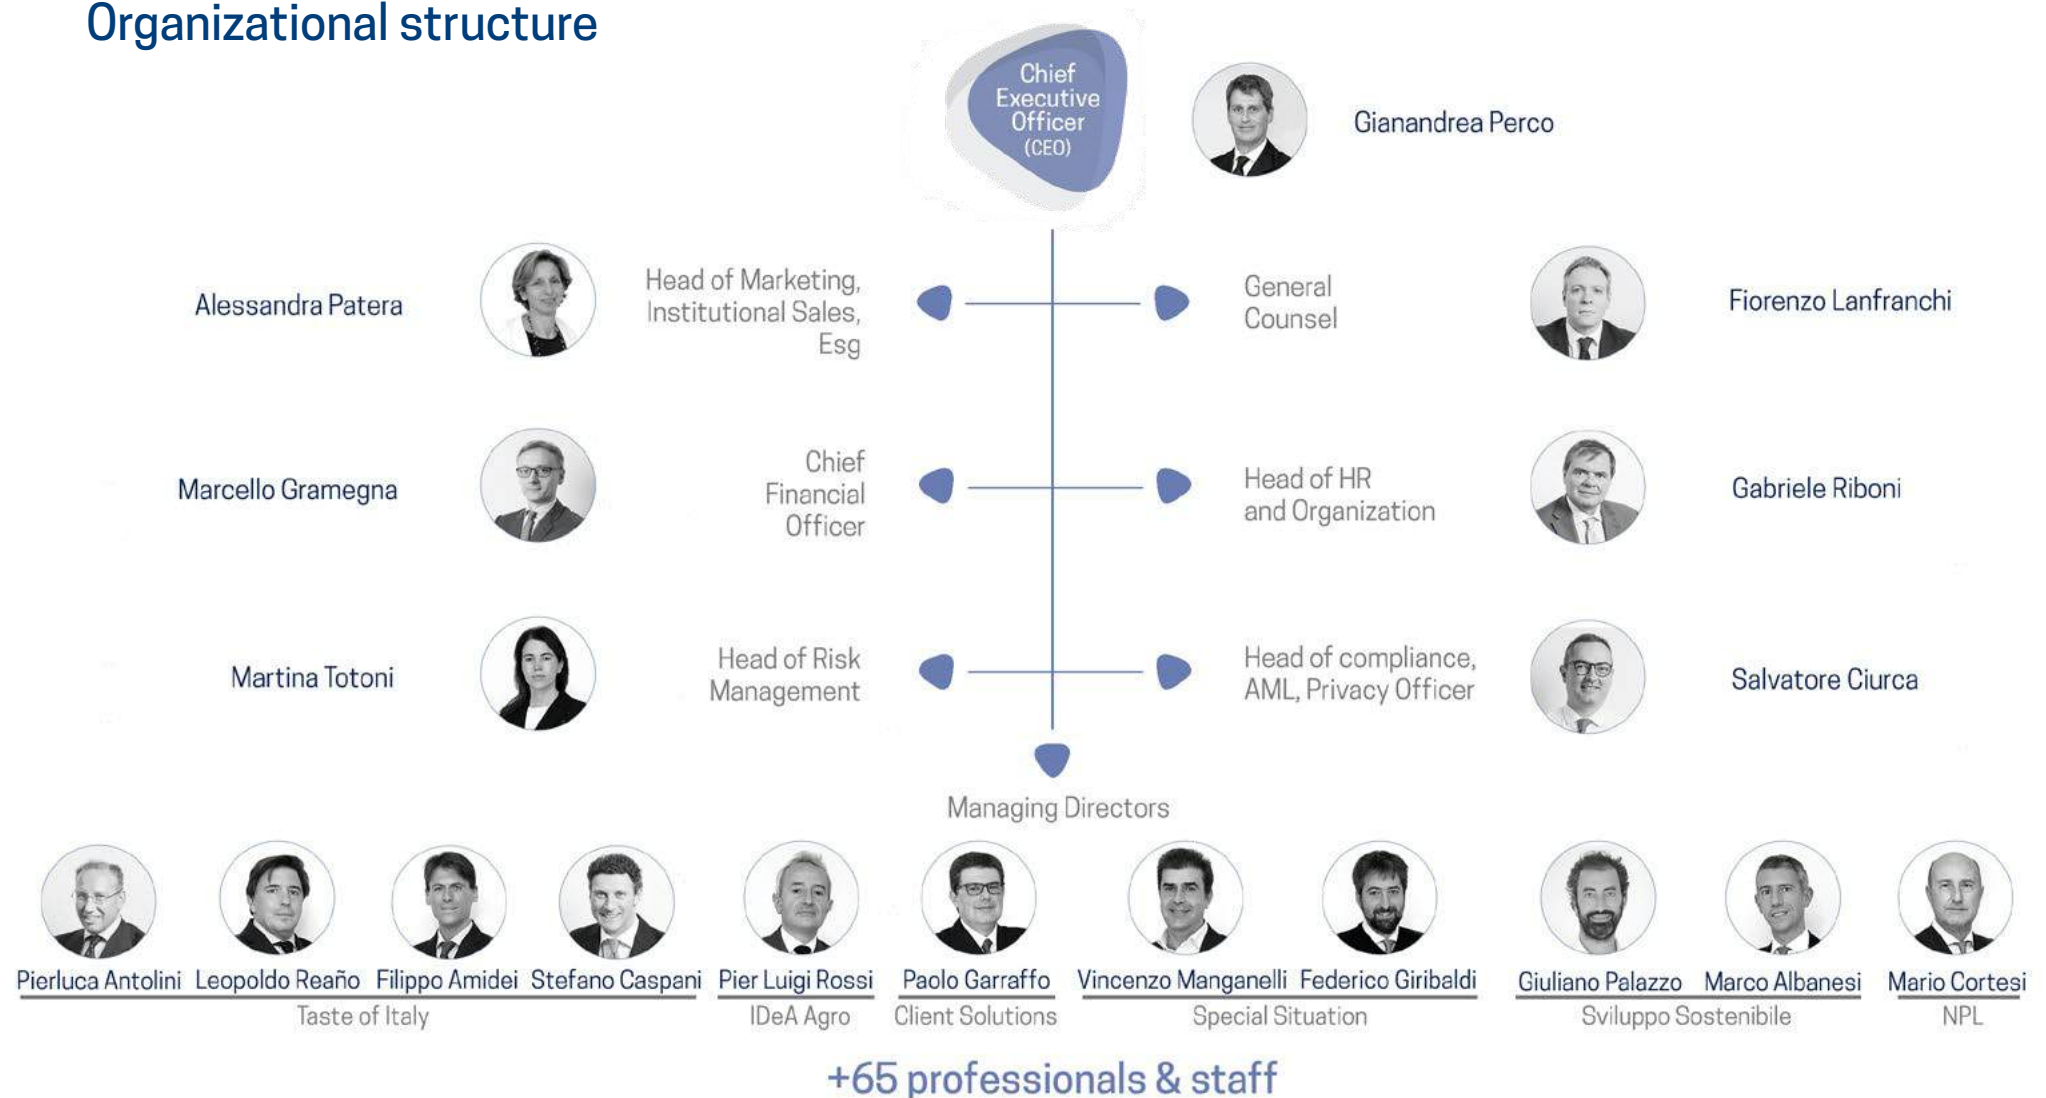 Organizational structure
Chief
Executive
Officer
(CEO)
Gianandrea Perco
Alessandra Patera
Head of Marketing,
Institutional Sales,
Esg
General
Counsel
Fiorenzo Lanfranchi
Marcello Gramegna
Chief
Financial
Officer
Head of HR
and Organization
Gabriele Riboni
Martina Totoni
Head of Risk
Management
Head of compliance,
AML, Privacy Officer
Salvatore Ciurca
Managing Directors
Pierluca Antolini Leopoldo Reaño Filippo Amidei Stefano Caspani Pier Luigi Rossi Paolo Garraffo Vincenzo Manganelli Federico Giribaldi Giuliano Palazzo Marco Albanesi Mario Cortesi
Taste of Italy IDeA Agro Client Solutions Special Situation Sviluppo Sostenibile NPL
+65 professionals & staff